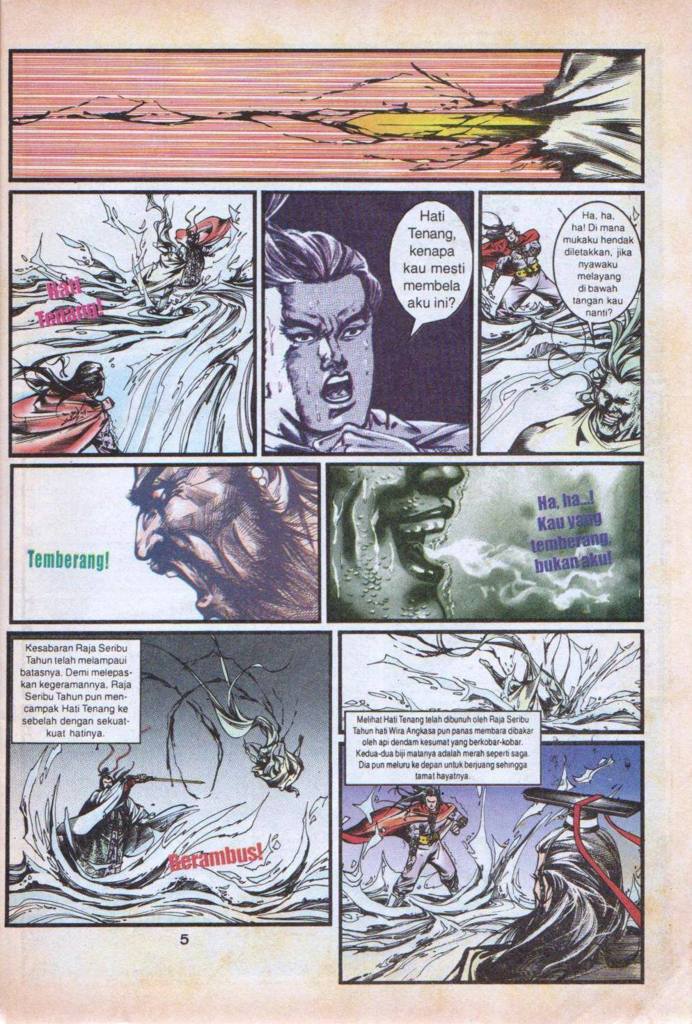 Hati
Tenang!
Hati
Tenang,
kenapa
kau mesti
membela
aku ini?
Ha, ha,
ha! Di mana
mukaku hendak
diletakkan, jika
nyawaku
melayang
di bawah
tangan kau
nanti?
Temberang!
Ha, ha...!
Kau yang
temberang,
bukan aku!
Kesabaran Raja Seribu
Tahun telah melampaui
batasnya. Demi melepas-
kan kegeramannya, Raja
Seribu Tahun pun men-
campak Hati Tenang ke
sebelah dengan sekuat-
kuat hatinya.
Berambus!
Melihat Hati Tenang telah dibunuh oleh Raja Seribu
Tahun hati Wira Angkasa pun panas membara dibakar
oleh api dendam kesumat yang berkobar-kobar.
Kedua-dua biji matanya adalah merah seperti saga.
Dia pun meluru ke depan untuk berjuang sehingga
tamat hayatnya.
5